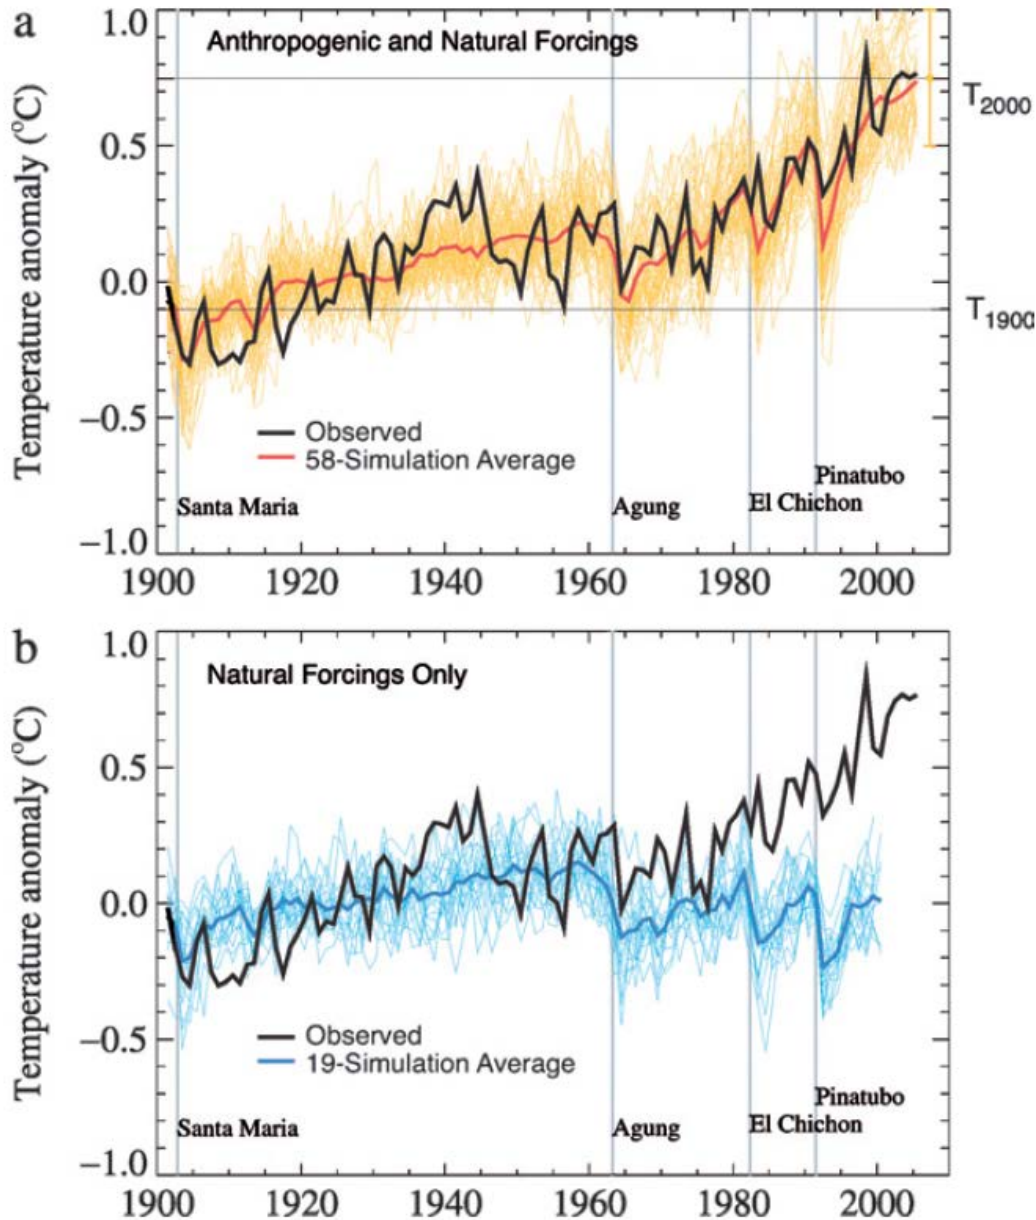 a
Anthropogenic and Natural Forcings
Temperature anomaly (°C)
1.0
0.5
0.0
−0.5
−1.0
T2000
T1900
Observed
58-Simulation Average
Santa Maria
Agung
El Chichon
Pinatubo
1900 1920 1940 1960 1980 2000
b
Natural Forcings Only
Temperature anomaly (°C)
1.0
0.5
0.0
−0.5
−1.0
Observed
19-Simulation Average
Santa Maria
Agung
El Chichon
Pinatubo
1900 1920 1940 1960 1980 2000